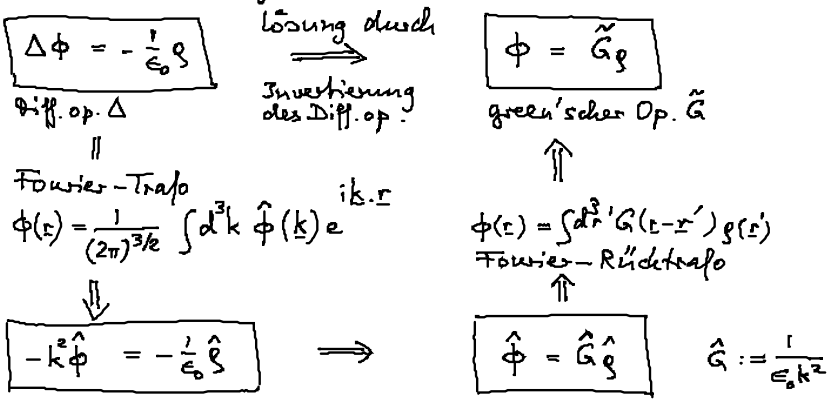 Lösung durch
Δϕ = - 1/ε₀ ρ ⟹ ϕ = G̃ρ
Invertierung
Diff.op. Δ des Diff.op. green'scher Op. G̃
Fourier-Trafo
ϕ(r) = 1/(2π)^{3/2} ∫d³k ϕ̂(k) e^{ik·r} ϕ(r) = ∫d³r' G(r-r') ρ(r')
Fourier-Rücktrafo
-k²ϕ̂ = - 1/ε₀ ρ̂ ⟹ ϕ̂ = Ĝρ̂ Ĝ := 1/(ε₀k²)